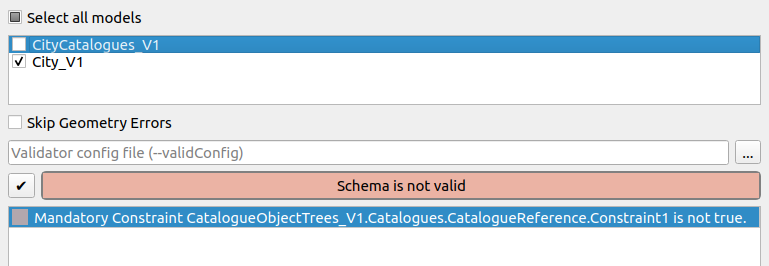 Select all models
CityCatalogues_V1
City_V1
Skip Geometry Errors
Validator config file (--validConfig)
...
Schema is not valid
Mandatory Constraint CatalogueObjectTrees_V1.Catalogues.CatalogueReference.Constraint1 is not true.